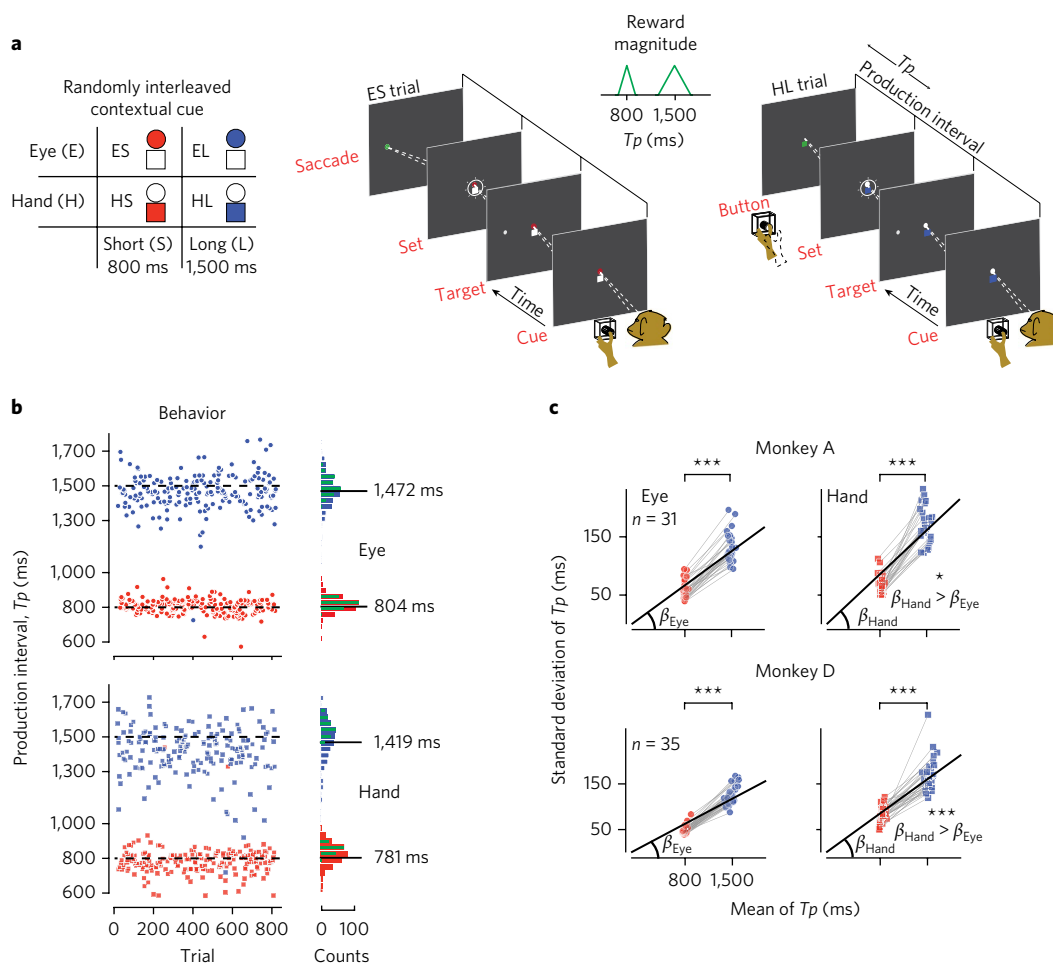 a
Randomly interleaved
contextual cue
Eye (E)
ES
EL
Hand (H)
HS
HL
Short (S)
800 ms
Long (L)
1,500 ms
ES trial
Saccade
Set
Target
Cue
Time
Reward
magnitude
800
1,500
Tp (ms)
HL trial
Tp
Production interval
Button
Set
Target
Cue
Time
b
Behavior
Production interval, Tp (ms)
1,700
1,500
1,300
1,000
800
600
1,472 ms
Eye
804 ms
1,700
1,500
1,300
1,000
800
600
1,419 ms
Hand
781 ms
0 200 400 600 800
Trial
0 100
Counts
c
Monkey A
Standard deviation of Tp (ms)
***
Eye
n = 31
150
50
βEye
***
Hand
*
βHand > βEye
βHand
Monkey D
***
n = 35
150
50
βEye
800 1,500
***
***
βHand > βEye
βHand
Mean of Tp (ms)